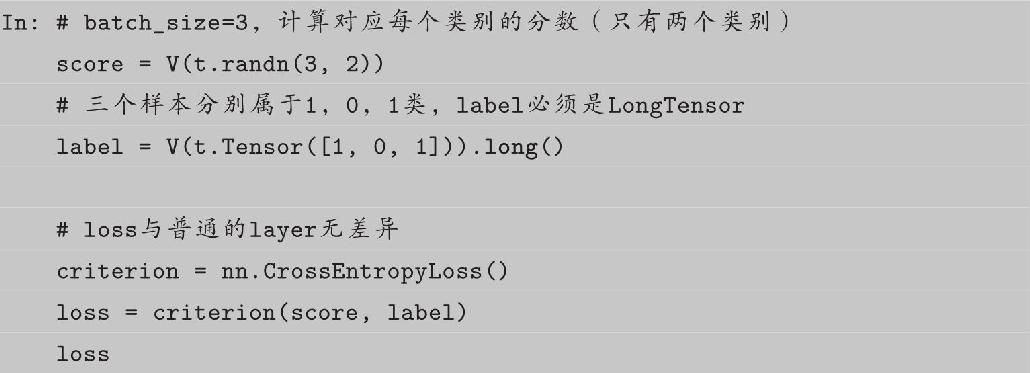 In: # batch_size=3, 计算对应每个类别的分数（只有两个类别）
score = V(t.randn(3, 2))
# 三个样本分别属于1, 0, 1类, label必须是LongTensor
label = V(t.Tensor([1, 0, 1])).long()
# loss与普通的layer无差异
criterion = nn.CrossEntropyLoss()
loss = criterion(score, label)
loss